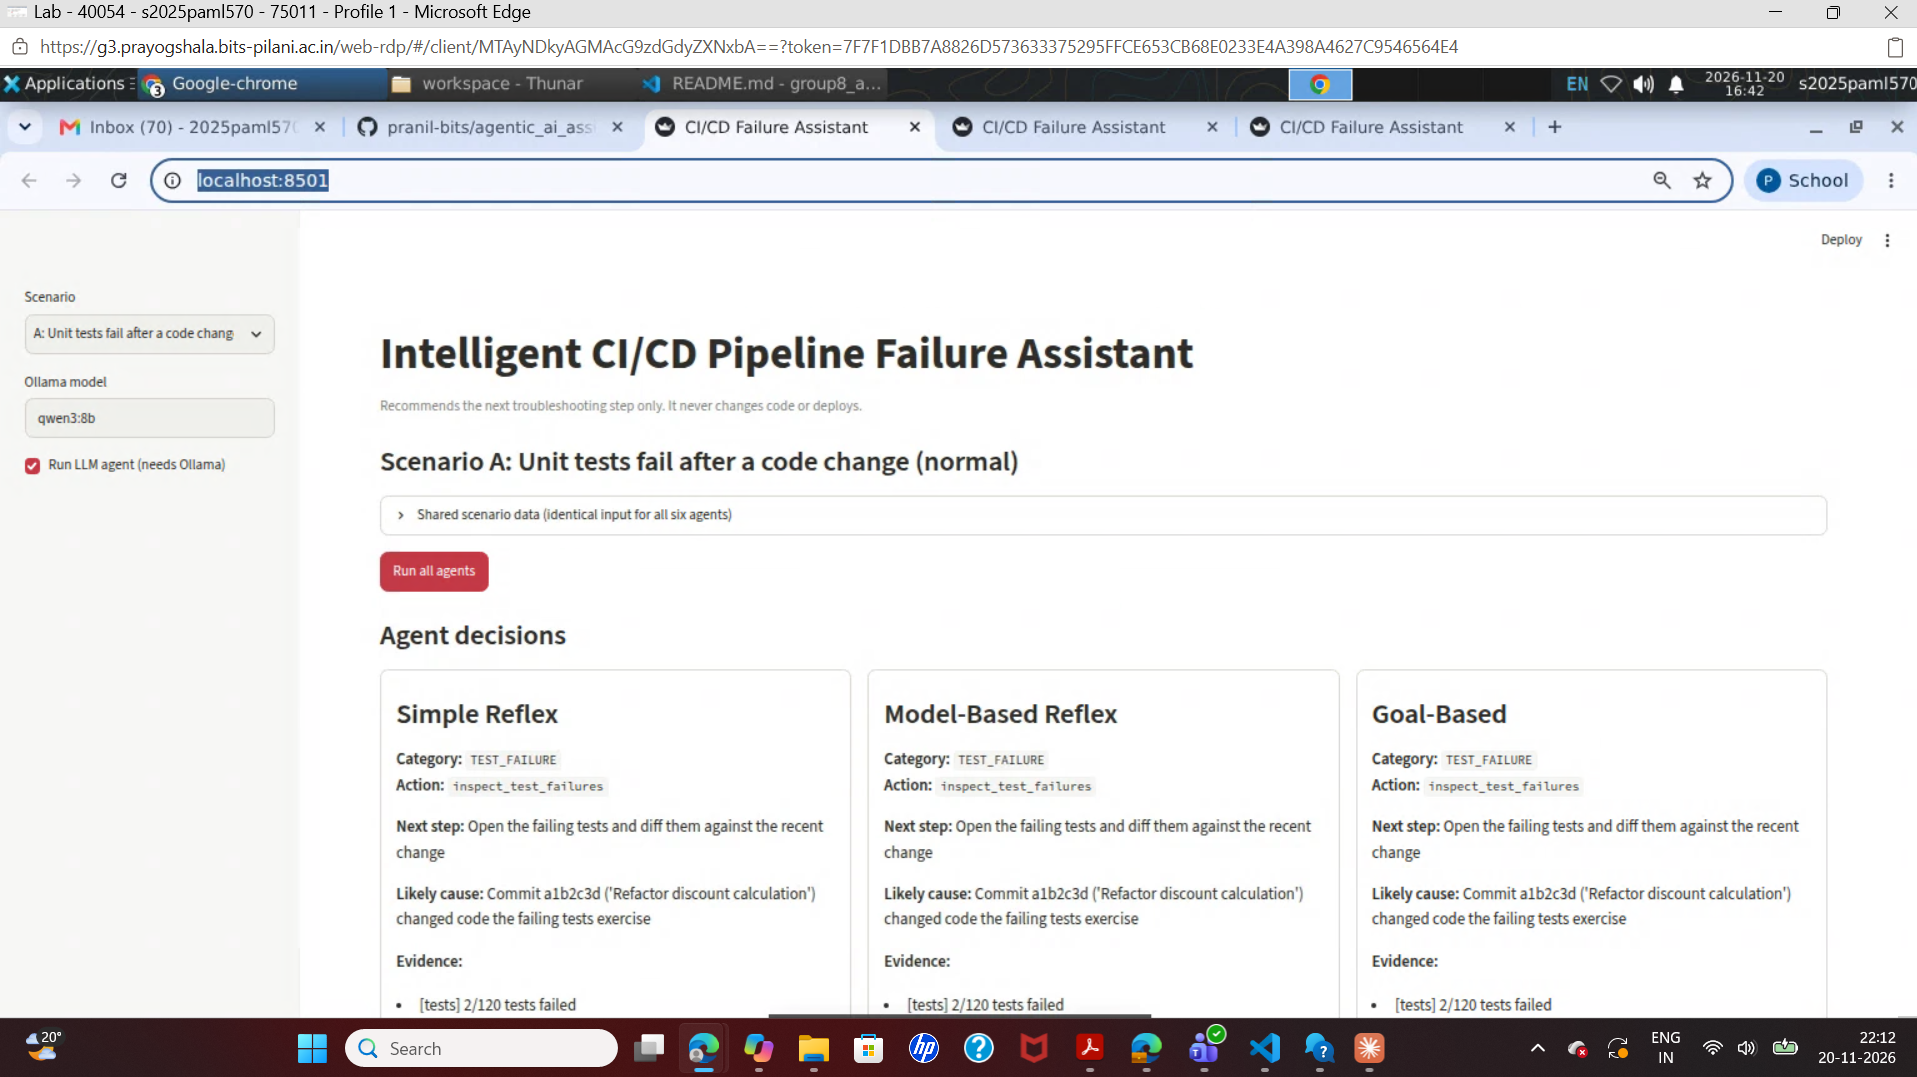 Lab - 40054 - s2025paml570 - 75011 - Profile 1 - Microsoft Edge
https://g3.prayogshala.bits-pilani.ac.in/web-rdp/#/client/MTAyNDkyAGMAcG9zdGdyZXNxbA==?token=7F7F1DBB7A8826D573633375295FFCE653CB68E0233E4A398A4627C9546564E4
Applications
3 Google-chrome
workspace - Thunar
README.md - group8_a...
EN
2026-11-20
16:42
s2025paml570
Inbox (70) - 2025paml570
pranil-bits/agentic_ai_assi
CI/CD Failure Assistant
CI/CD Failure Assistant
CI/CD Failure Assistant
localhost:8501
P School
Deploy
Scenario
A: Unit tests fail after a code chang
Ollama model
qwen3:8b
Run LLM agent (needs Ollama)
Intelligent CI/CD Pipeline Failure Assistant
Recommends the next troubleshooting step only. It never changes code or deploys.
Scenario A: Unit tests fail after a code change (normal)
Shared scenario data (identical input for all six agents)
Run all agents
Agent decisions
Simple Reflex
Category: TEST_FAILURE
Action: inspect_test_failures
Next step: Open the failing tests and diff them against the recent
change
Likely cause: Commit a1b2c3d ('Refactor discount calculation')
changed code the failing tests exercise
Evidence:
• [tests] 2/120 tests failed
Model-Based Reflex
Category: TEST_FAILURE
Action: inspect_test_failures
Next step: Open the failing tests and diff them against the recent
change
Likely cause: Commit a1b2c3d ('Refactor discount calculation')
changed code the failing tests exercise
Evidence:
• [tests] 2/120 tests failed
Goal-Based
Category: TEST_FAILURE
Action: inspect_test_failures
Next step: Open the failing tests and diff them against the recent
change
Likely cause: Commit a1b2c3d ('Refactor discount calculation')
changed code the failing tests exercise
Evidence:
• [tests] 2/120 tests failed
20°
Search
hp
ENG
IN
22:12
20-11-2026